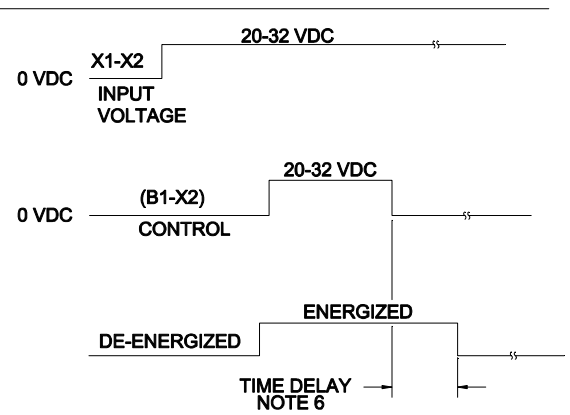 20-32 VDC
X1-X2
0 VDC
INPUT
VOLTAGE
20-32 VDC
(B1-X2)
0 VDC
CONTROL
ENERGIZED
DE-ENERGIZED
TIME DELAY
NOTE 6